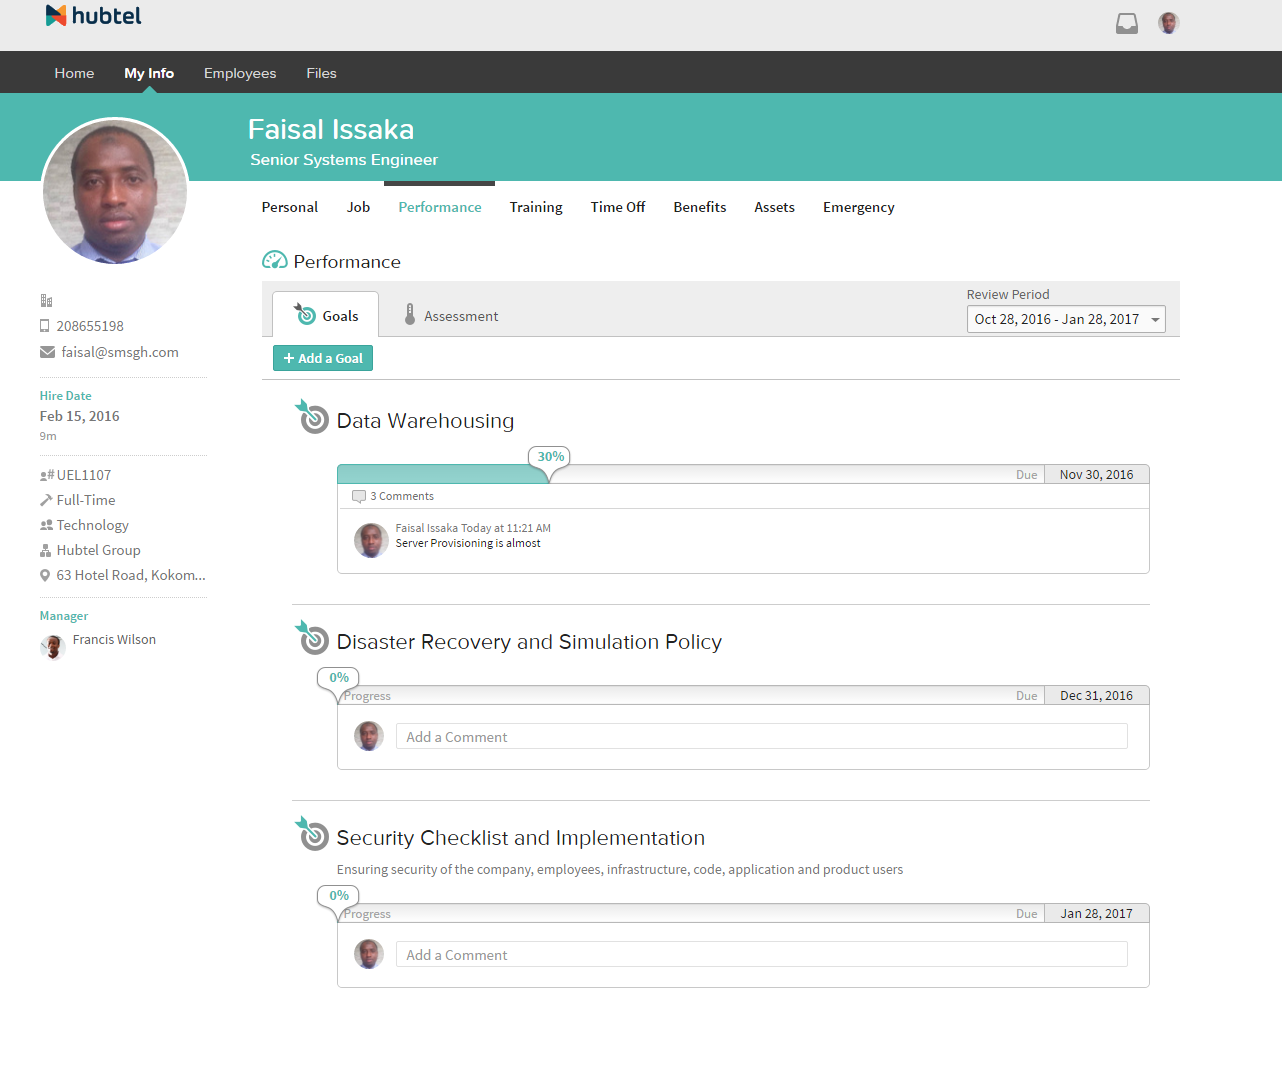 hubtel
Home My Info Employees Files
Faisal Issaka
Senior Systems Engineer
Personal Job Performance Training Time Off Benefits Assets Emergency
Performance
Goals Assessment
Review Period
Oct 28, 2016 - Jan 28, 2017
+ Add a Goal
208655198
faisal@smsgh.com
Hire Date
Feb 15, 2016
9m
# UEL1107
Full-Time
Technology
Hubtel Group
63 Hotel Road, Kokom...
Manager
Francis Wilson
Data Warehousing
30%
Due Nov 30, 2016
3 Comments
Faisal Issaka Today at 11:21 AM
Server Provisioning is almost
Disaster Recovery and Simulation Policy
0%
Progress Due Dec 31, 2016
Add a Comment
Security Checklist and Implementation
Ensuring security of the company, employees, infrastructure, code, application and product users
0%
Progress Due Jan 28, 2017
Add a Comment